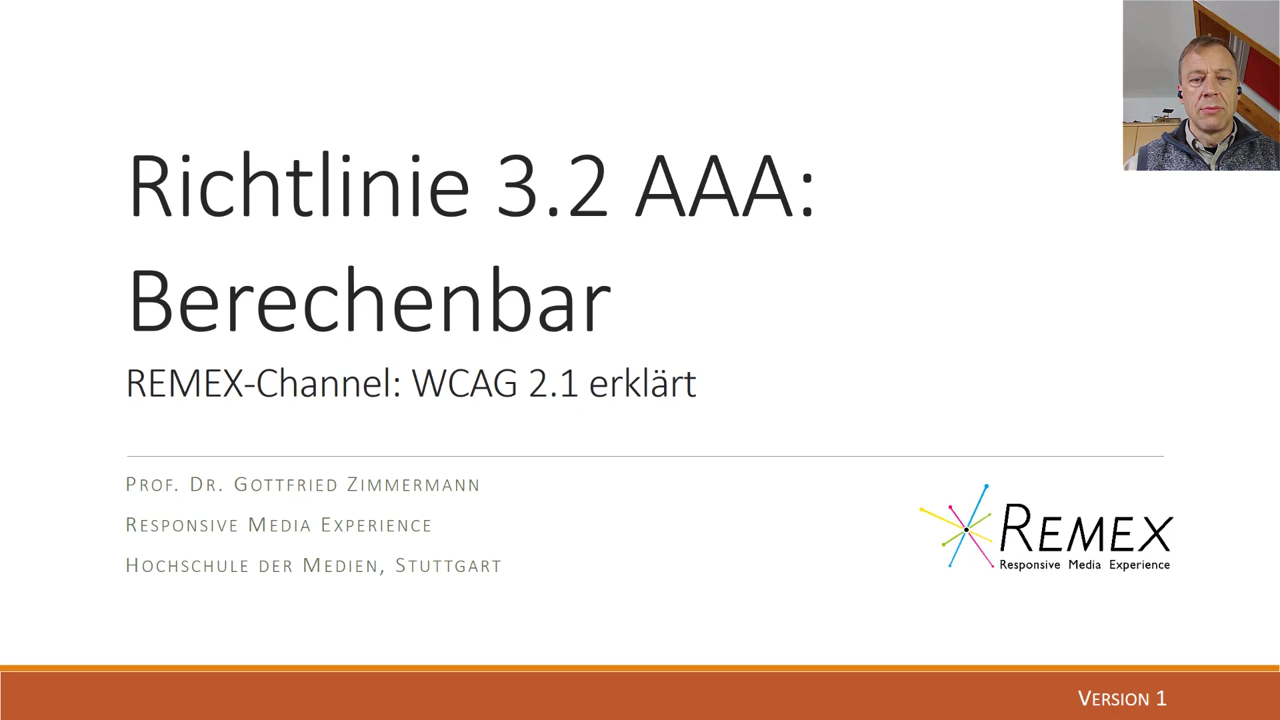 Richtlinie 3.2 AAA:
Berechenbar
REMEX-Channel: WCAG 2.1 erklärt
Prof. Dr. Gottfried Zimmermann
Responsive Media Experience
Hochschule der Medien, Stuttgart
Remex
Responsive Media Experience
Version 1